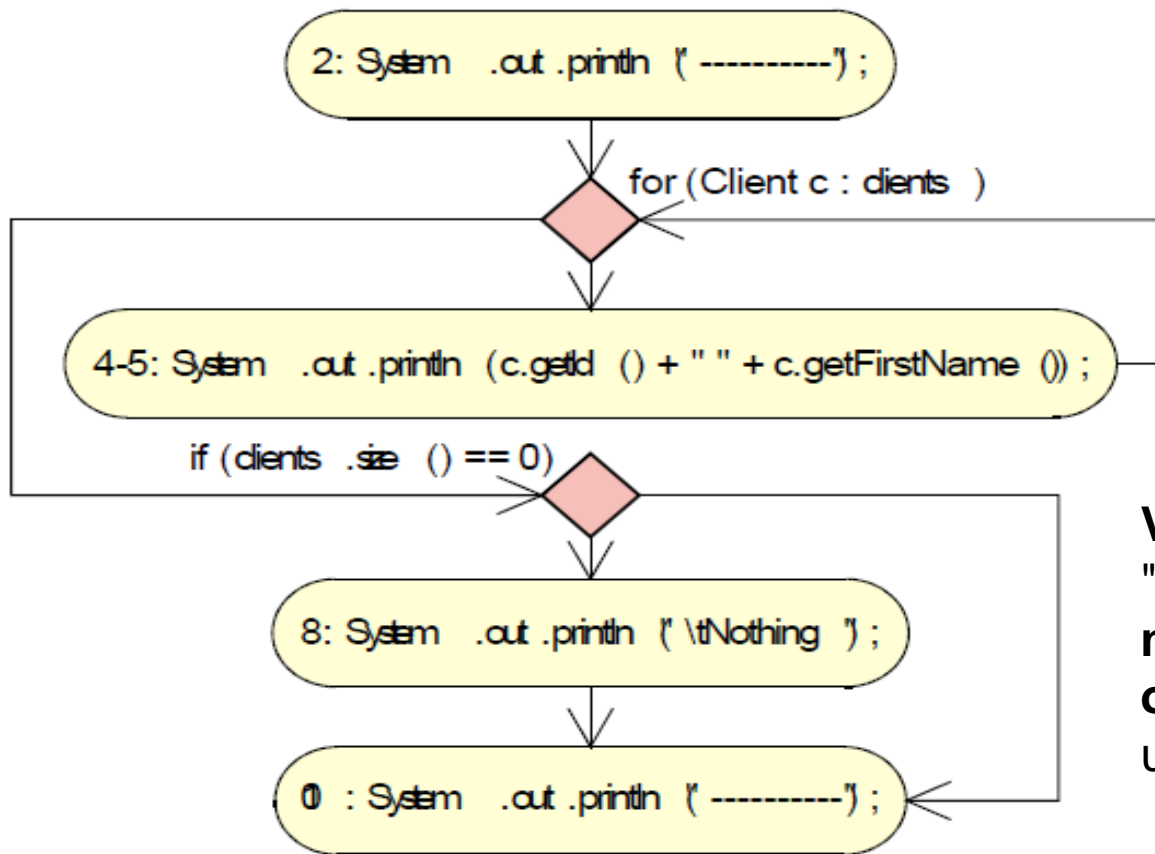 2: System .out .println (" ----------") ;
for (Client c : clients )
4-5: System .out .println (c.getId () + " " + c.getFirstName ()) ;
if (clients .size () == 0)
8: System .out .println (" \tNothing ") ;
: System .out .println (" ----------") ;